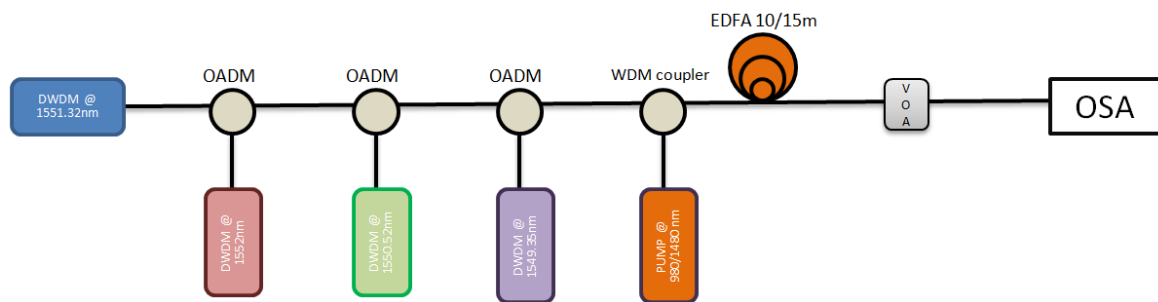 EDFA 10/15m
OADM
OADM
OADM
WDM coupler
DWDM @
1551.32nm
V
O
A
OSA
DWDM @
1552nm
DWDM @
1550.52nm
DWDM @
1549.35nm
PUMP @
980/1480 nm